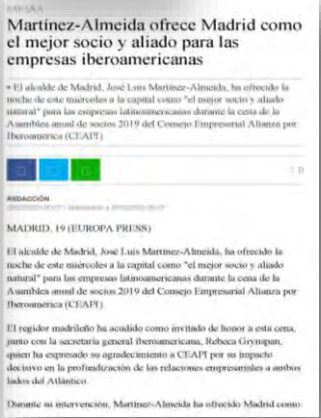 ESPAÑA
Martínez-Almeida ofrece Madrid como
el mejor socio y aliado para las
empresas iberoamericanas
• El alcalde de Madrid, José Luis Martínez-Almeida, ha ofrecido la
noche de este miércoles a la capital como "el mejor socio y aliado
natural" para las empresas latinoamericanas durante la cena de la
Asamblea anual de socios 2019 del Consejo Empresarial Alianza por
Iberoamérica (CEAPI)
0
REDACCIÓN
MADRID, 19 (EUROPA PRESS)
El alcalde de Madrid, José Luis Martínez-Almeida, ha ofrecido la
noche de este miércoles a la capital como "el mejor socio y aliado
natural" para las empresas latinoamericanas durante la cena de la
Asamblea anual de socios 2019 del Consejo Empresarial Alianza por
Iberoamérica (CEAPI).
El regidor madrileño ha acudido como invitado de honor a esta cena,
junto con la secretaria general iberoamericana, Rebeca Grynspan,
quien ha expresado su agradecimiento a CEAPI por su impacto
decisivo en la profundización de las relaciones empresariales a ambos
lados del Atlántico.
Durante su intervención, Martínez-Almeida ha ofrecido Madrid como